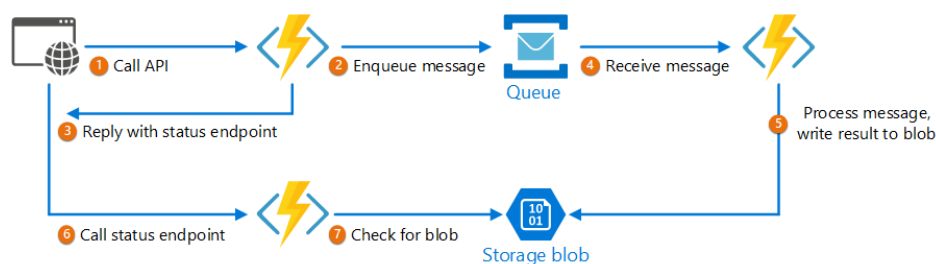 1 Call API
2 Enqueue message
Queue
4 Receive message
3 Reply with status endpoint
5 Process message,
write result to blob
6 Call status endpoint
7 Check for blob
10
01
Storage blob